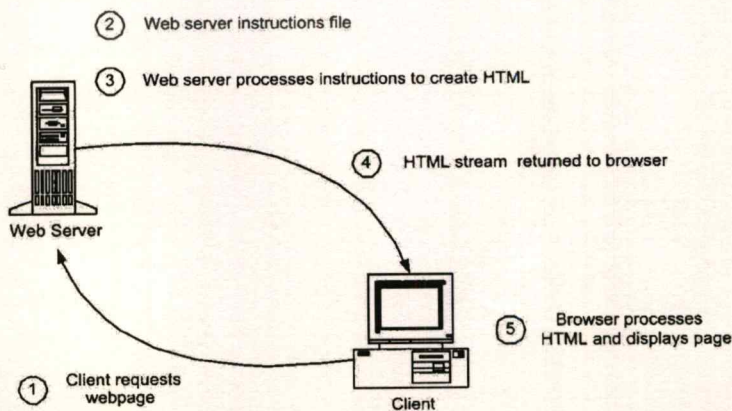 2 Web server instructions file
3 Web server processes instructions to create HTML
4 HTML stream returned to browser
Web Server
5 Browser processes
HTML and displays page
1 Client requests
webpage
Client